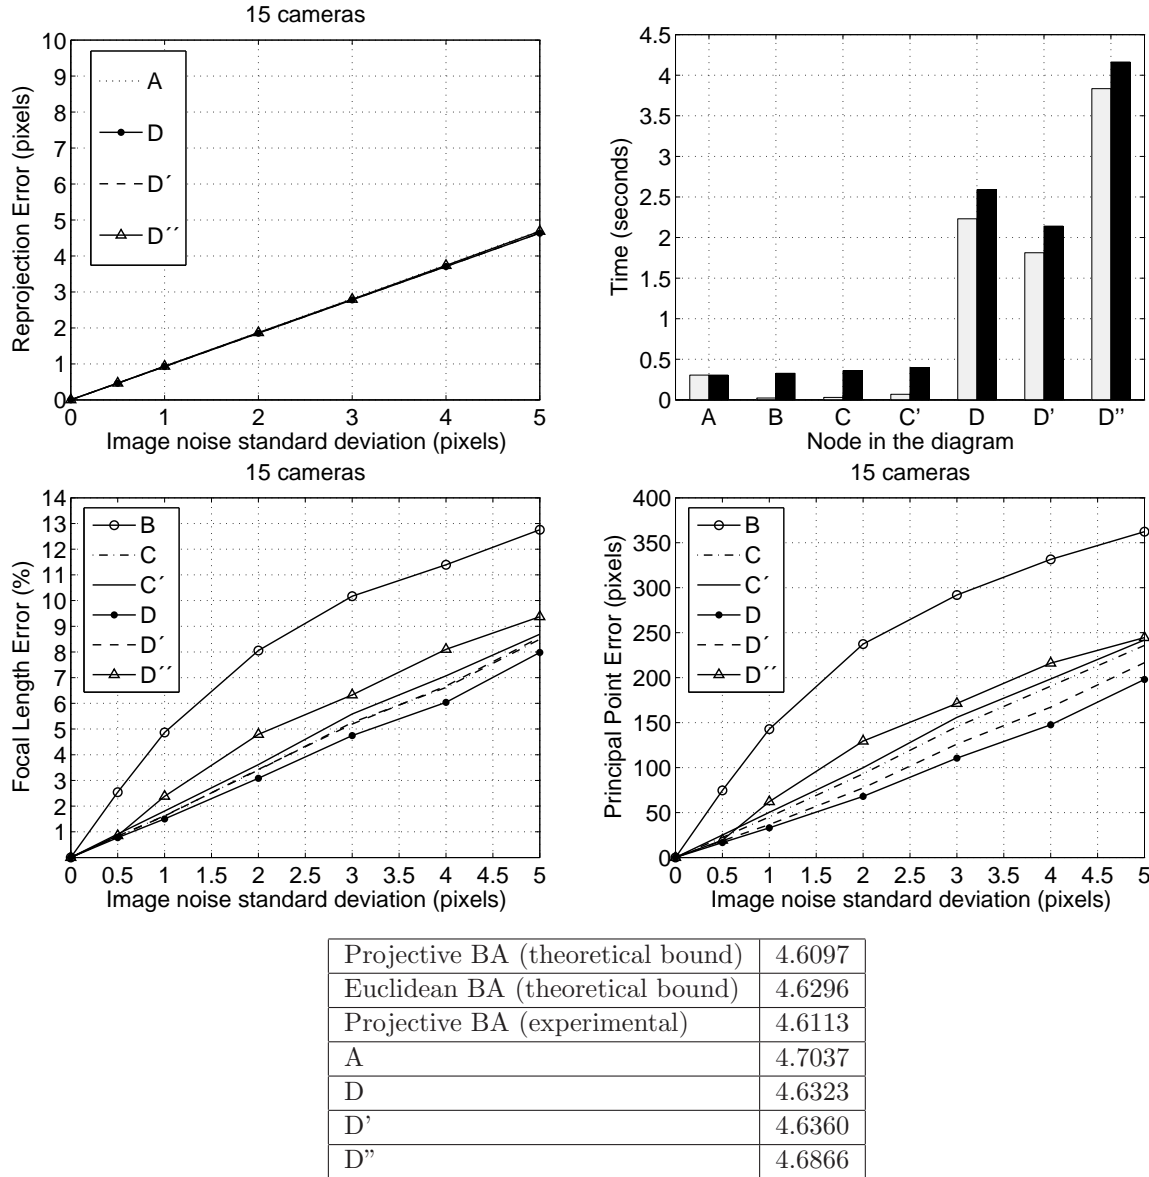 15 cameras
10
9
8
7
6
5
4
3
2
1
0
Reprojection Error (pixels)
A
D
D´
D´´
0 1 2 3 4 5
Image noise standard deviation (pixels)
4.5
4
3.5
3
2.5
2
1.5
1
0.5
0
Time (seconds)
A B C C' D D' D''
Node in the diagram
15 cameras
14
13
12
11
10
9
8
7
6
5
4
3
2
1
Focal Length Error (%)
B
C
C´
D
D´
D´´
0 0.5 1 1.5 2 2.5 3 3.5 4 4.5 5
Image noise standard deviation (pixels)
15 cameras
400
350
300
250
200
150
100
50
0
Principal Point Error (pixels)
B
C
C´
D
D´
D´´
0 0.5 1 1.5 2 2.5 3 3.5 4 4.5 5
Image noise standard deviation (pixels)
Projective BA (theoretical bound) 4.6097
Euclidean BA (theoretical bound) 4.6296
Projective BA (experimental) 4.6113
A 4.7037
D 4.6323
D’ 4.6360
D” 4.6866